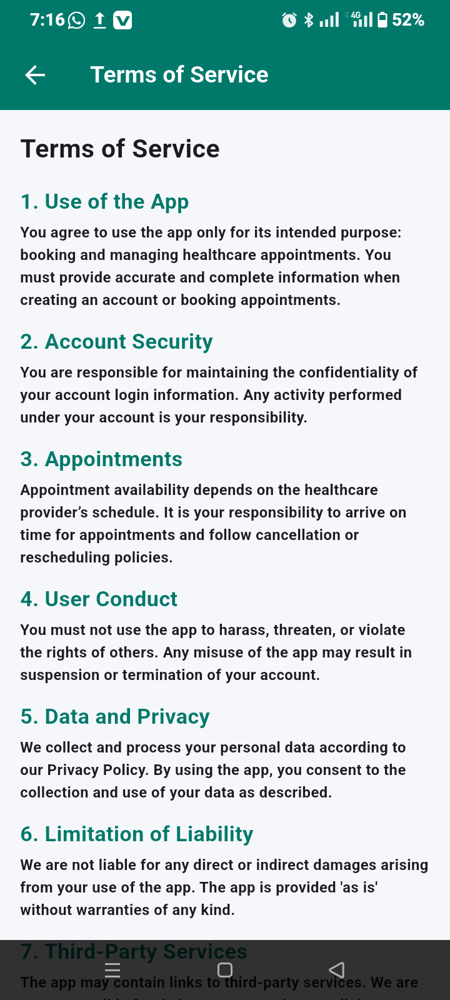 7:16
4G
52%
Terms of Service
Terms of Service
1. Use of the App
You agree to use the app only for its intended purpose:
booking and managing healthcare appointments. You
must provide accurate and complete information when
creating an account or booking appointments.
2. Account Security
You are responsible for maintaining the confidentiality of
your account login information. Any activity performed
under your account is your responsibility.
3. Appointments
Appointment availability depends on the healthcare
provider’s schedule. It is your responsibility to arrive on
time for appointments and follow cancellation or
rescheduling policies.
4. User Conduct
You must not use the app to harass, threaten, or violate
the rights of others. Any misuse of the app may result in
suspension or termination of your account.
5. Data and Privacy
We collect and process your personal data according to
our Privacy Policy. By using the app, you consent to the
collection and use of your data as described.
6. Limitation of Liability
We are not liable for any direct or indirect damages arising
from your use of the app. The app is provided 'as is'
without warranties of any kind.
7. Third-Party Services
The app may contain links to third-party services. We are